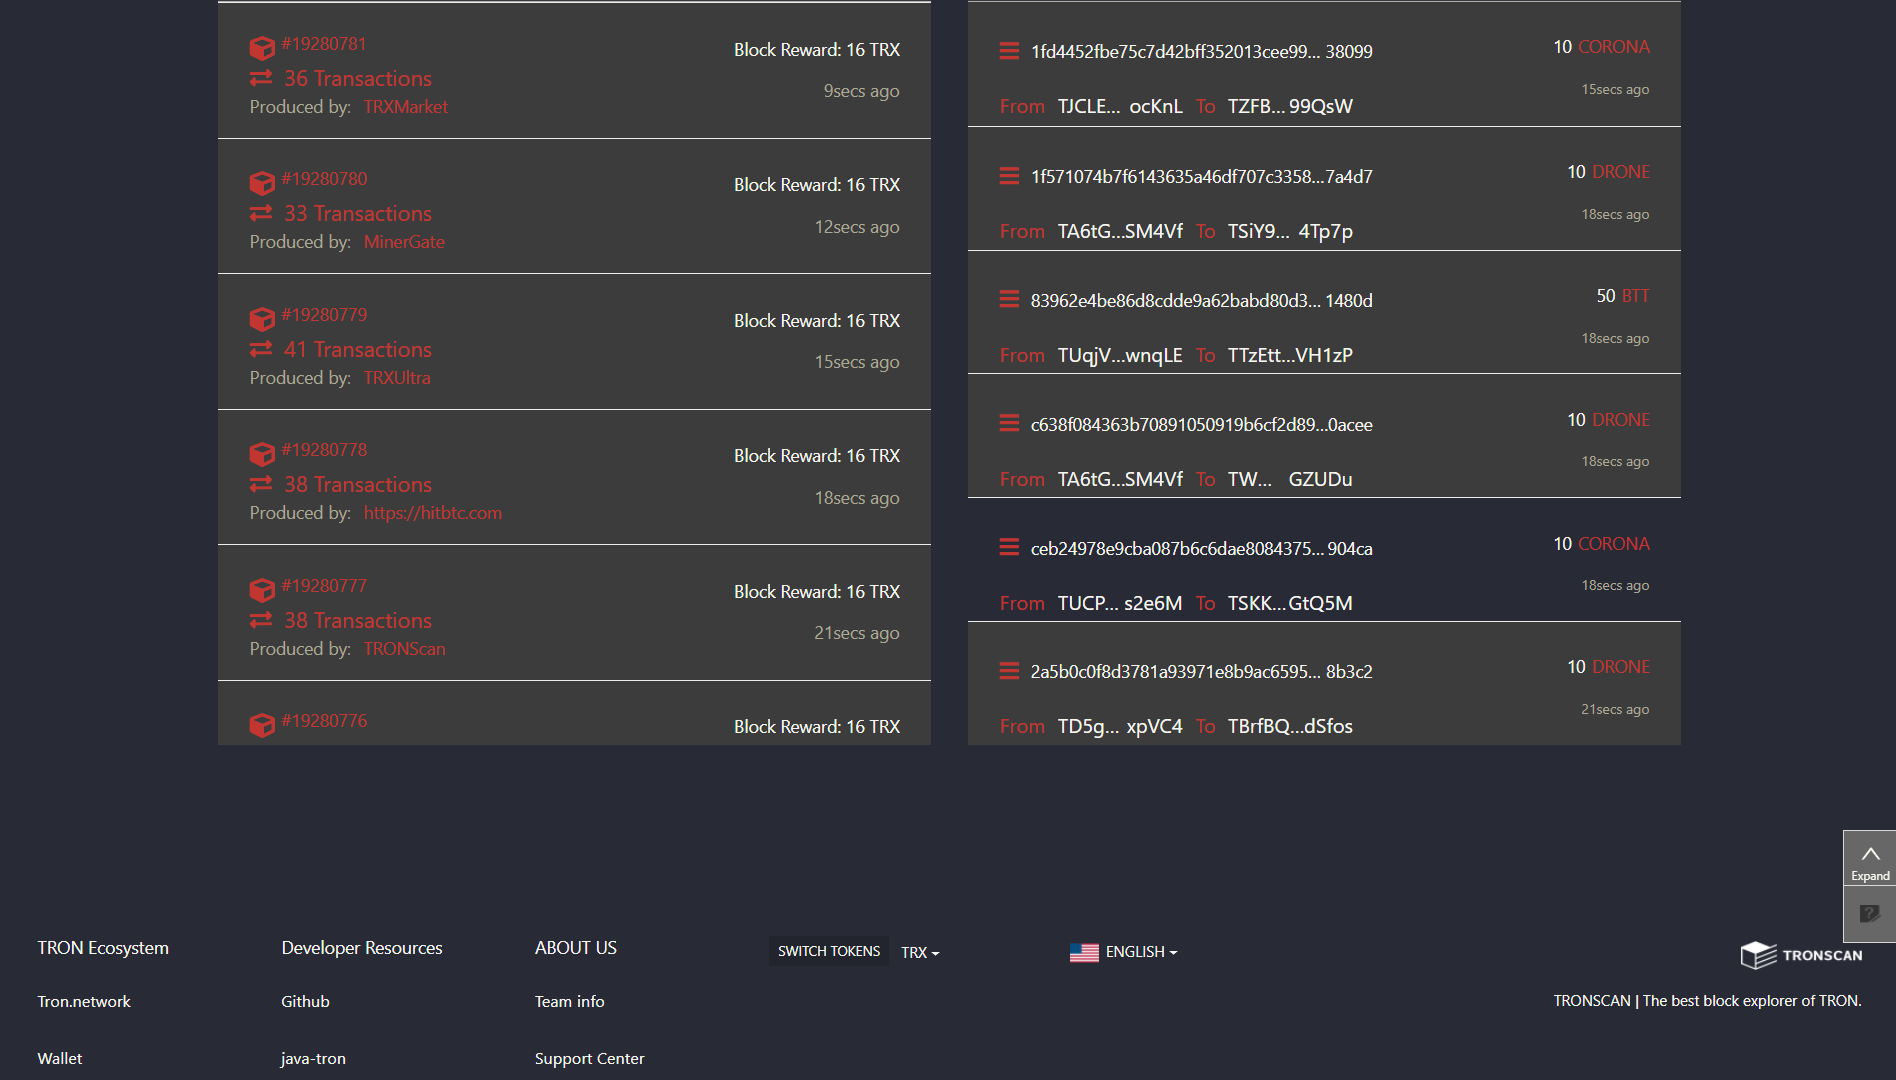 #19280781
Block Reward: 16 TRX
36 Transactions
9secs ago
Produced by: TRXMarket
#19280780
Block Reward: 16 TRX
33 Transactions
12secs ago
Produced by: MinerGate
#19280779
Block Reward: 16 TRX
41 Transactions
15secs ago
Produced by: TRXUltra
#19280778
Block Reward: 16 TRX
38 Transactions
18secs ago
Produced by: https://hitbtc.com
#19280777
Block Reward: 16 TRX
38 Transactions
21secs ago
Produced by: TRONScan
#19280776
Block Reward: 16 TRX
1fd4452fbe75c7d42bff352013cee99... 38099
10 CORONA
15secs ago
From TJCLE... ocKnL To TZFB... 99QsW
1f571074b7f6143635a46df707c3358...7a4d7
10 DRONE
18secs ago
From TA6tG...SM4Vf To TSiY9... 4Tp7p
83962e4be86d8cdde9a62babd80d3... 1480d
50 BTT
18secs ago
From TUqjV...wnqLE To TTzEtt...VH1zP
c638f084363b70891050919b6cf2d89...0acee
10 DRONE
18secs ago
From TA6tG...SM4Vf To TW... GZUDu
ceb24978e9cba087b6c6dae8084375... 904ca
10 CORONA
18secs ago
From TUCP... s2e6M To TSKK... GtQ5M
2a5b0c0f8d3781a93971e8b9ac6595... 8b3c2
10 DRONE
21secs ago
From TD5g... xpVC4 To TBrfBQ...dSfos
Expand
TRON Ecosystem
Tron.network
Wallet
Developer Resources
Github
java-tron
ABOUT US
Team info
Support Center
SWITCH TOKENS TRX
ENGLISH
TRONSCAN
TRONSCAN | The best block explorer of TRON.